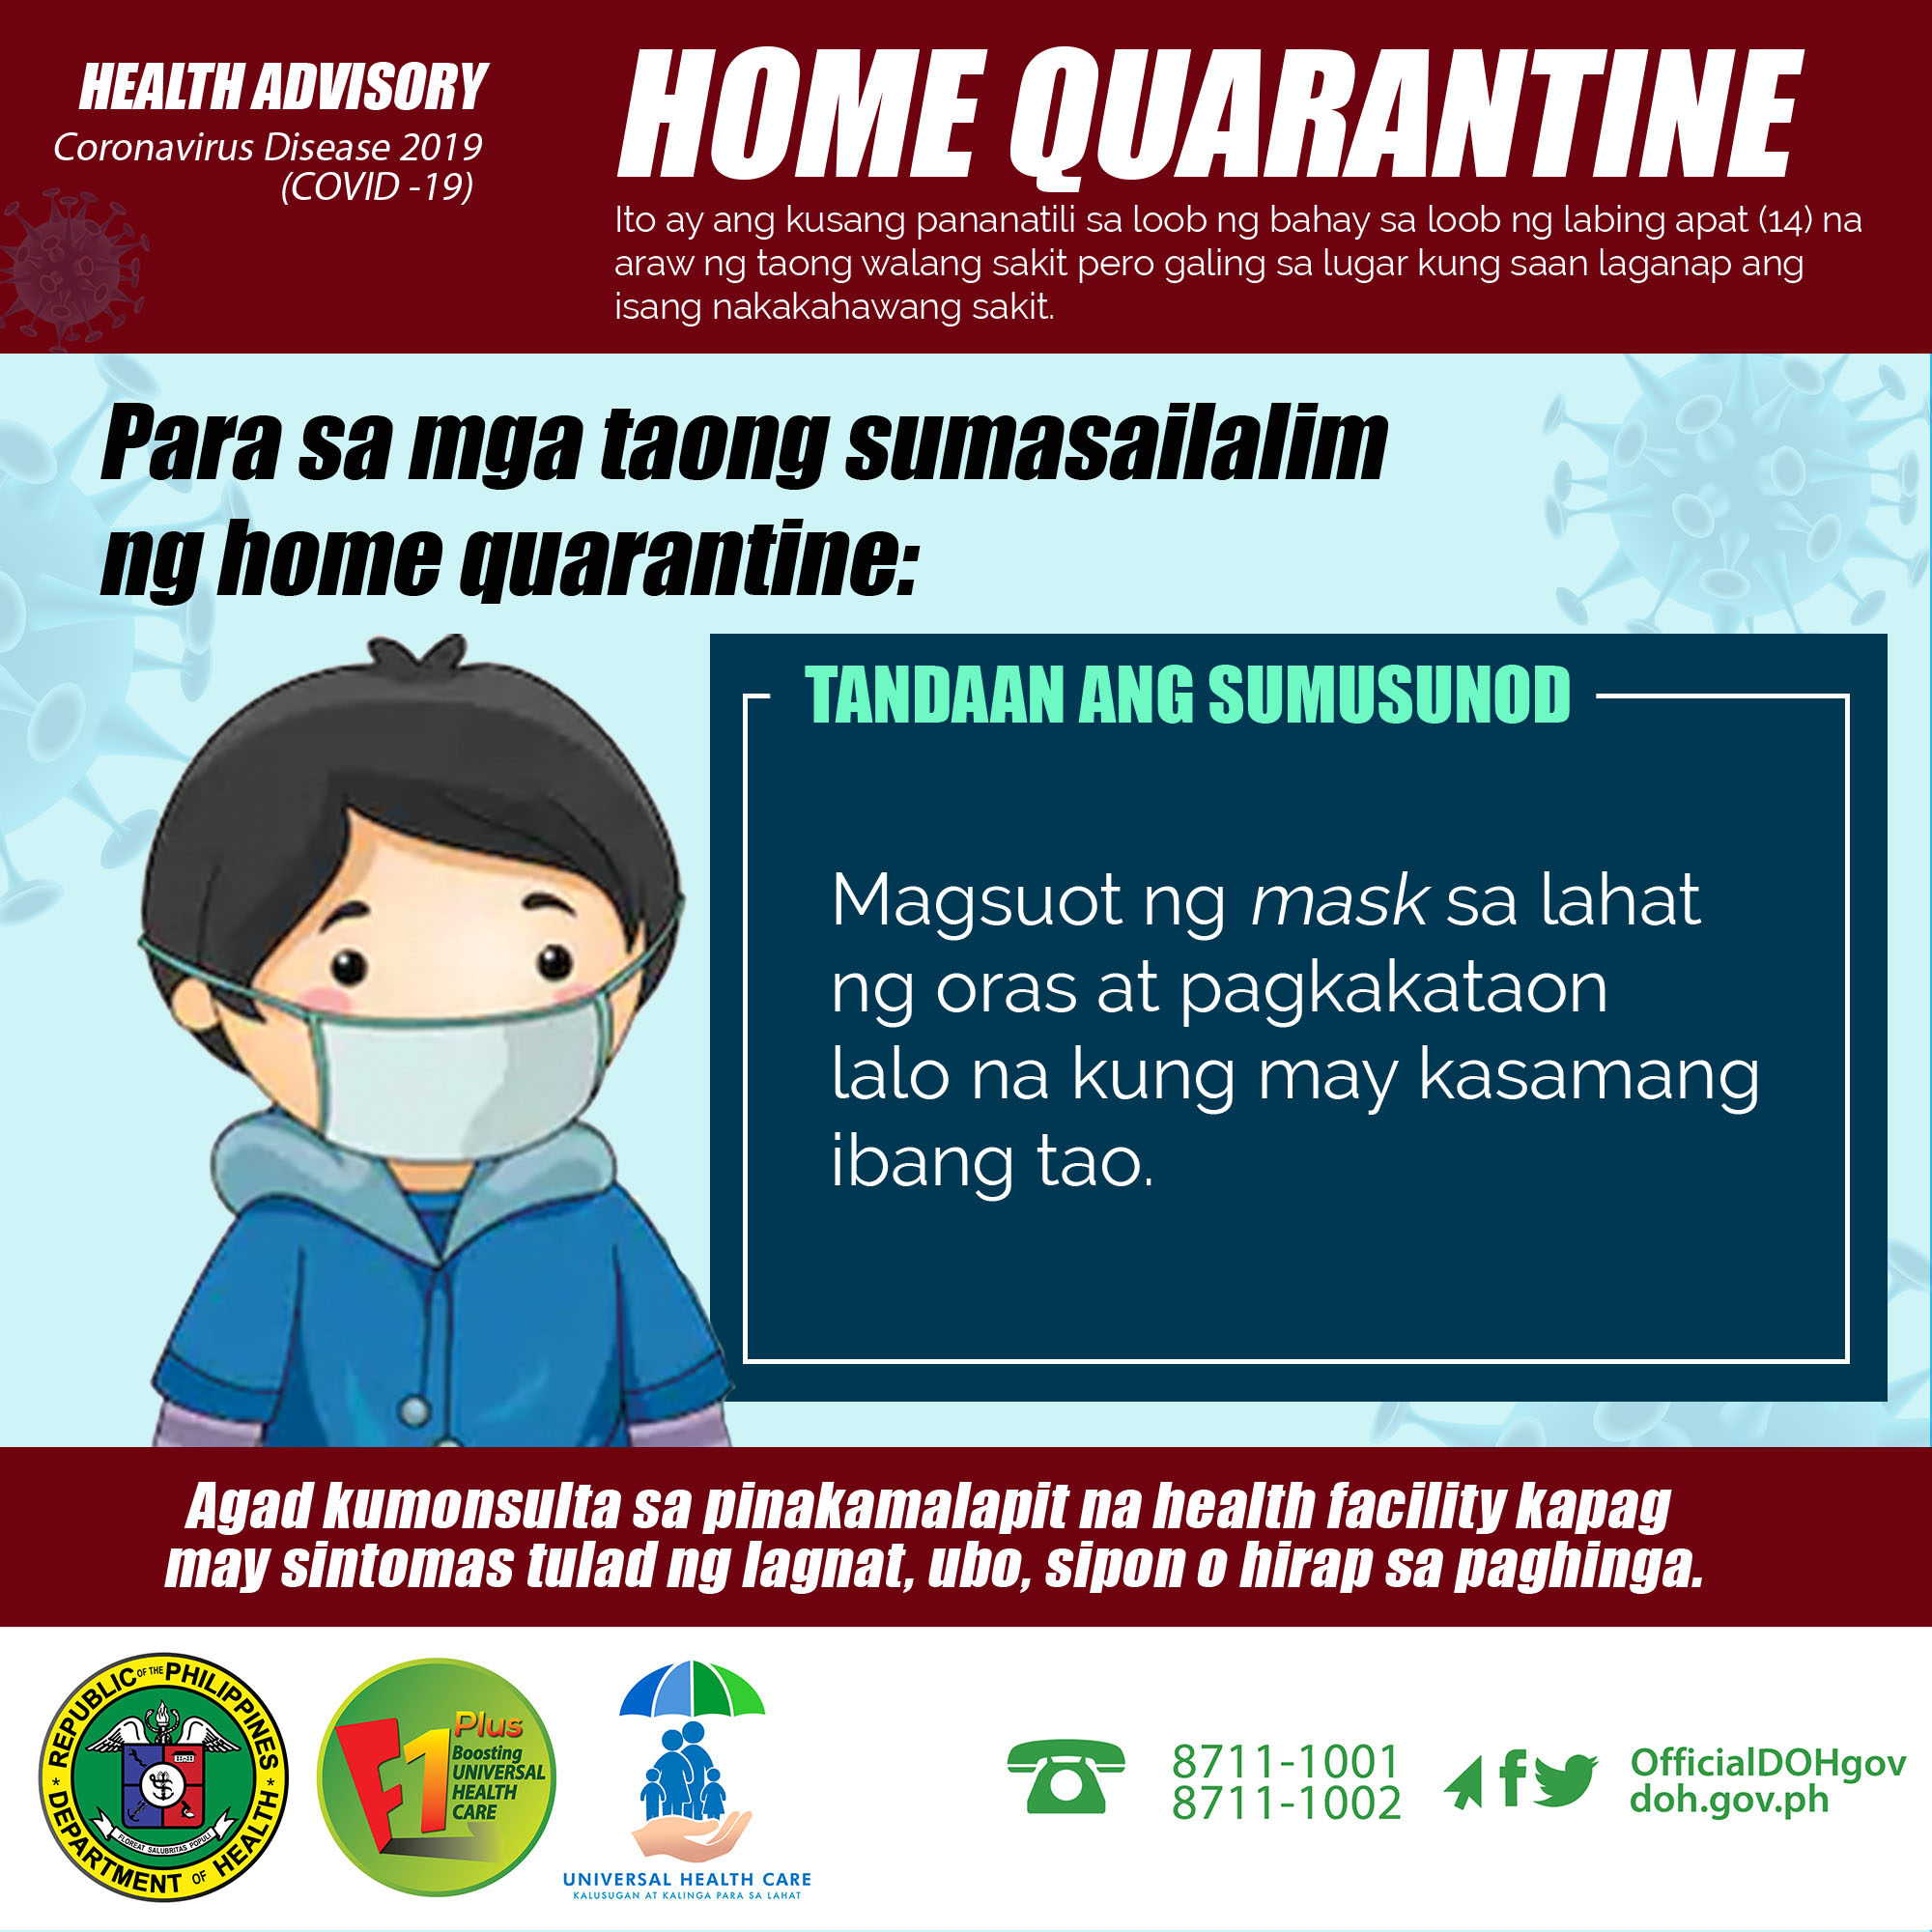 HEALTH ADVISORY
Coronavirus Disease 2019
(COVID -19)
HOME QUARANTINE
Ito ay ang kusang pananatili sa loob ng bahay sa loob ng labing apat (14) na
araw ng taong walang sakit pero galing sa lugar kung saan laganap ang
isang nakakahawang sakit.
Para sa mga taong sumasailalim
ng home quarantine:
TANDAAN ANG SUMUSUNOD
Magsuot ng mask sa lahat
ng oras at pagkakataon
lalo na kung may kasamang
ibang tao.
Agad kumonsulta sa pinakamalapit na health facility kapag
may sintomas tulad ng lagnat, ubo, sipon o hirap sa paghinga.
REPUBLIC OF THE PHILIPPINES
* DEPARTMENT OF HEALTH *
FLOREAT SALUBRITAS POPULI
F1
Plus
Boosting
UNIVERSAL
HEALTH
CARE
UNIVERSAL HEALTH CARE
KALUSUGAN AT KALINGA PARA SA LAHAT
8711-1001
8711-1002
OfficialDOHgov
doh.gov.ph